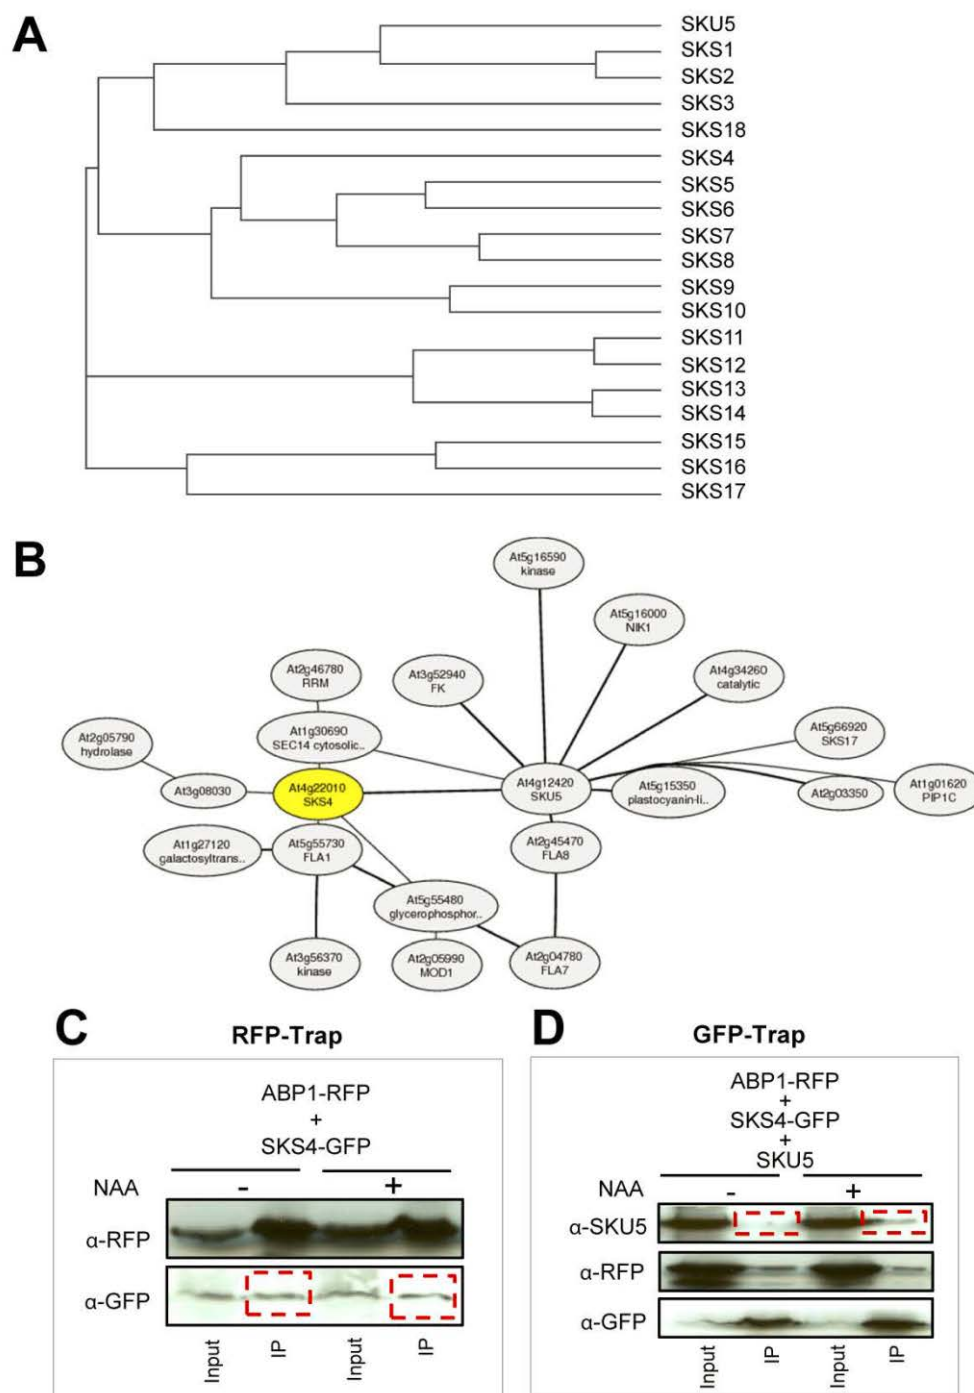 A
SKU5
SKS1
SKS2
SKS3
SKS18
SKS4
SKS5
SKS6
SKS7
SKS8
SKS9
SKS10
SKS11
SKS12
SKS13
SKS14
SKS15
SKS16
SKS17
B
At5g16590
kinase
At5g16000
NIK1
At2g46780
RRM
At3g52940
FK
At4g34260
catalytic
At2g05790
hydrolase
At1g30690
SEC14 cytosolic..
At5g66920
SKS17
At3g08030
At4g22010
SKS4
At4g12420
SKU5
At5g15350
plastocyanin-li..
At2g03350
At1g01620
PIP1C
At1g27120
galactosyltrans..
At5g55730
FLA1
At2g45470
FLA8
At5g55480
glycerophosphor..
At3g56370
kinase
At2g05990
MOD1
At2g04780
FLA7
C
RFP-Trap
ABP1-RFP
+
SKS4-GFP
NAA - +
α-RFP
α-GFP
Input IP Input IP
D
GFP-Trap
ABP1-RFP
+
SKS4-GFP
+
SKU5
NAA - +
α-SKU5
α-RFP
α-GFP
Input IP Input IP